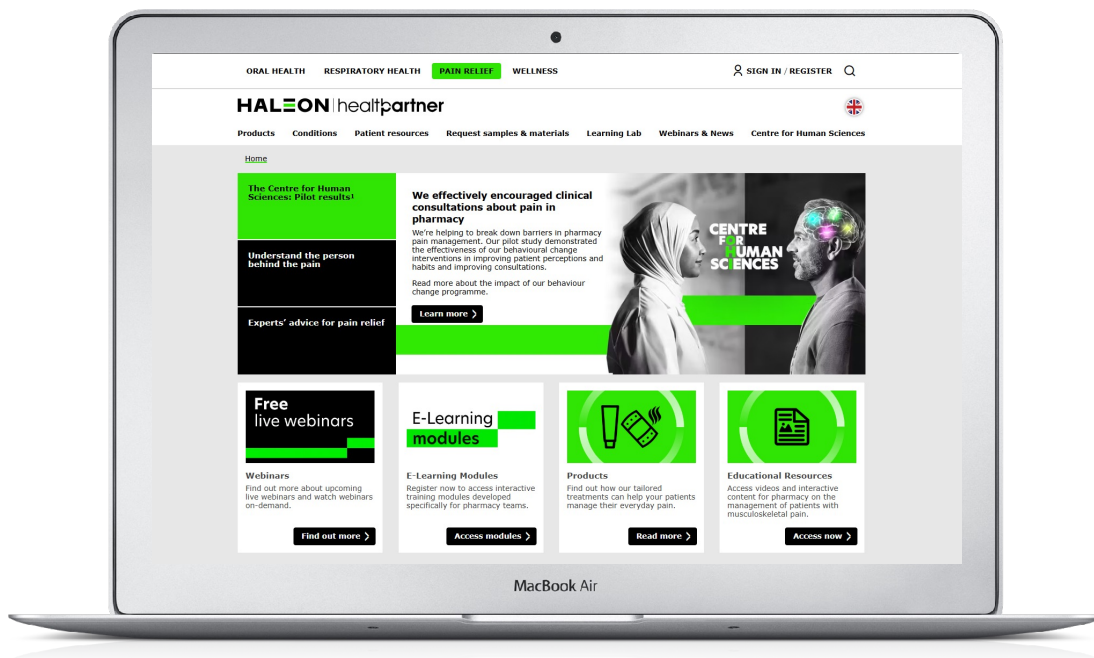 ORAL HEALTH RESPIRATORY HEALTH PAIN RELIEF WELLNESS SIGN IN / REGISTER
HALEON healthpartner
Products Conditions Patient resources Request samples & materials Learning Lab Webinars & News Centre for Human Sciences
Home
The Centre for Human
Sciences: Pilot results¹
Understand the person
behind the pain
Experts’ advice for pain relief
We effectively encouraged clinical
consultations about pain in
pharmacy
We’re helping to break down barriers in pharmacy
pain management. Our pilot study demonstrated
the effectiveness of our behavioural change
interventions in improving patient perceptions and
habits and improving consultations.
Read more about the impact of our behaviour
change programme.
Learn more
CENTRE
FOR
HUMAN
SCIENCES
Free
live webinars
Webinars
Find out more about upcoming
live webinars and watch webinars
on-demand.
Find out more
E-Learning
modules
E-Learning Modules
Register now to access interactive
training modules developed
specifically for pharmacy teams.
Access modules
Products
Find out how our tailored
treatments can help your patients
manage their everyday pain.
Read more
Educational Resources
Access videos and interactive
content for pharmacy on the
management of patients with
musculoskeletal pain.
Access now
MacBook Air